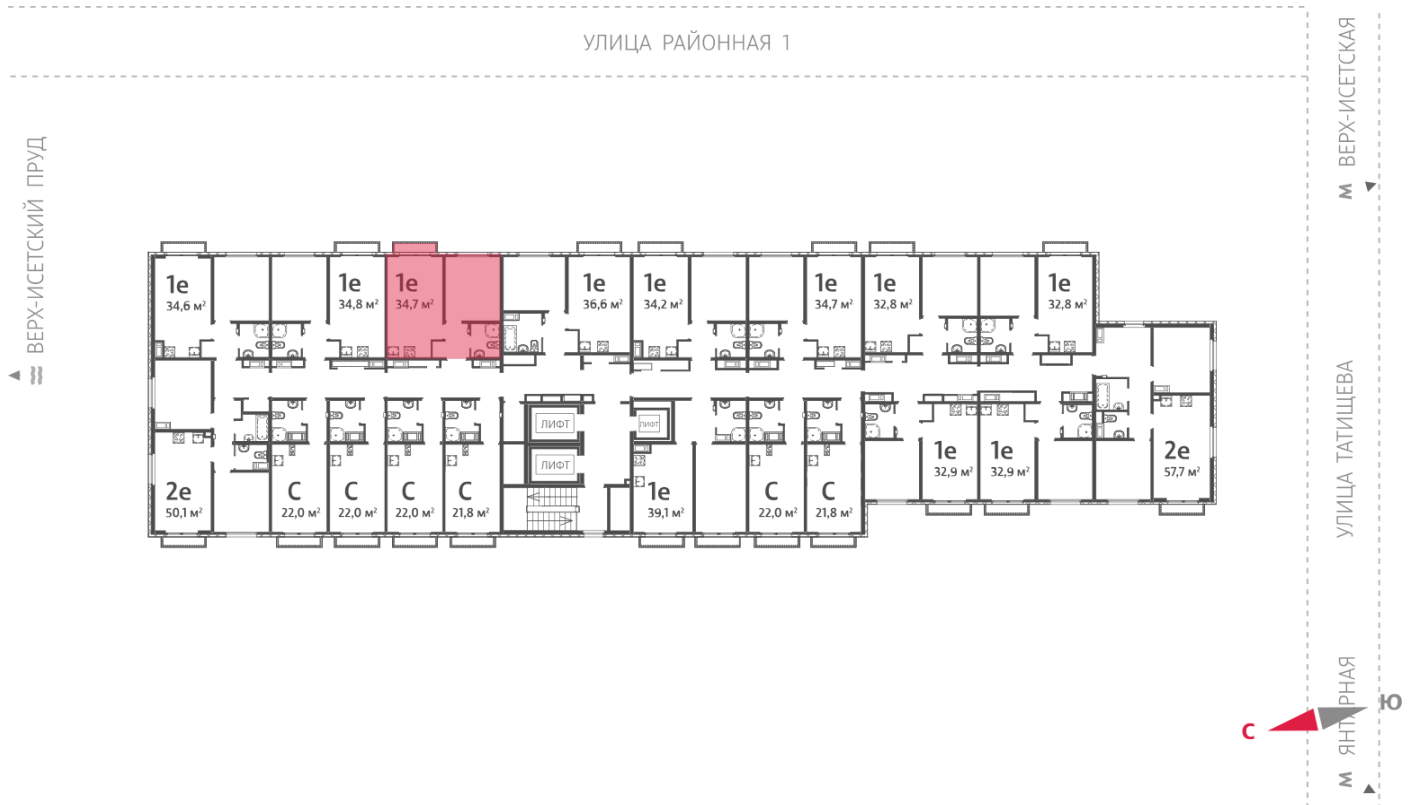 УЛИЦА РАЙОННАЯ 1
М ВЕРХ-ИСЕТСКАЯ
ВЕРХ-ИСЕТСКИЙ ПРУД
1е
34,6 м²
1е
34,8 м²
1е
34,7 м²
1е
36,6 м²
1е
34,2 м²
1е
34,7 м²
1е
32,8 м²
1е
32,8 м²
УЛИЦА ТАТИЩЕВА
ЛИФТ
ЛИФТ
ЛИФТ
2е
50,1 м²
С
22,0 м²
С
22,0 м²
С
22,0 м²
С
21,8 м²
1е
39,1 м²
С
22,0 м²
С
21,8 м²
1е
32,9 м²
1е
32,9 м²
2е
57,7 м²
М ЯНТАРНАЯ
С
Ю